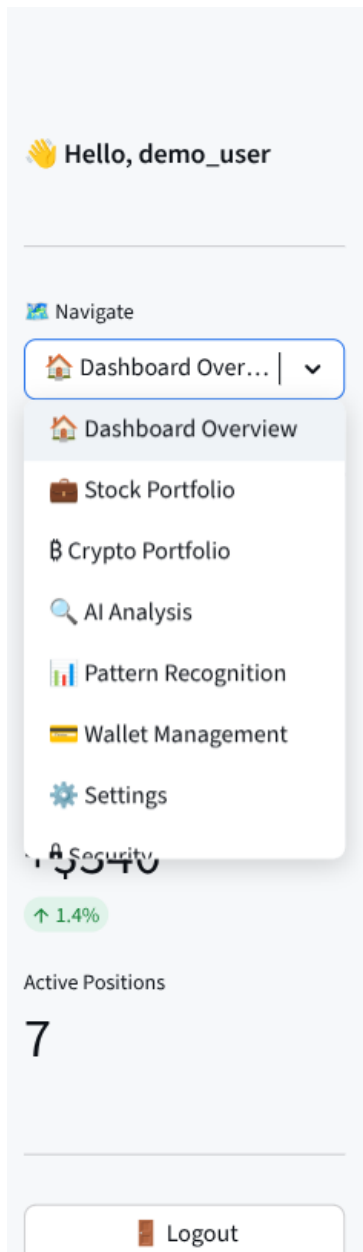 👋 Hello, demo_user
🗺️ Navigate
🏠 Dashboard Over...
🏠 Dashboard Overview
💼 Stock Portfolio
₿ Crypto Portfolio
🔍 AI Analysis
📊 Pattern Recognition
💳 Wallet Management
⚙️ Settings
🔒 Security
↑ 1.4%
Active Positions
7
🚪 Logout